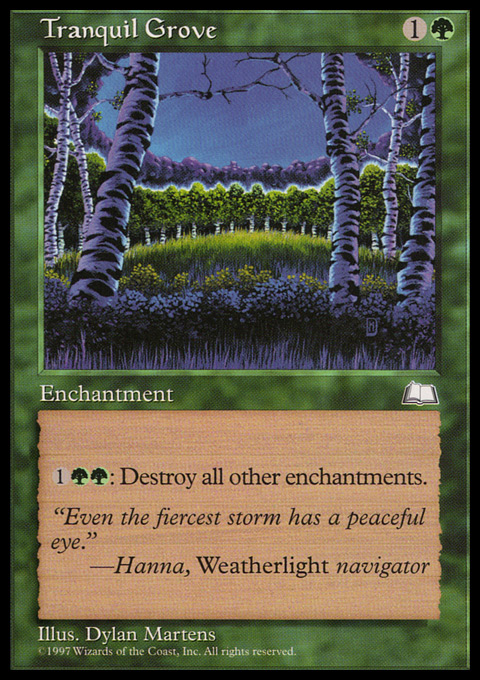 Tranquil Grove 1
Enchantment
1: Destroy all other enchantments.
“Even the fiercest storm has a peaceful
eye.”
—Hanna, Weatherlight navigator
Illus. Dylan Martens
©1997 Wizards of the Coast, Inc. All rights reserved.